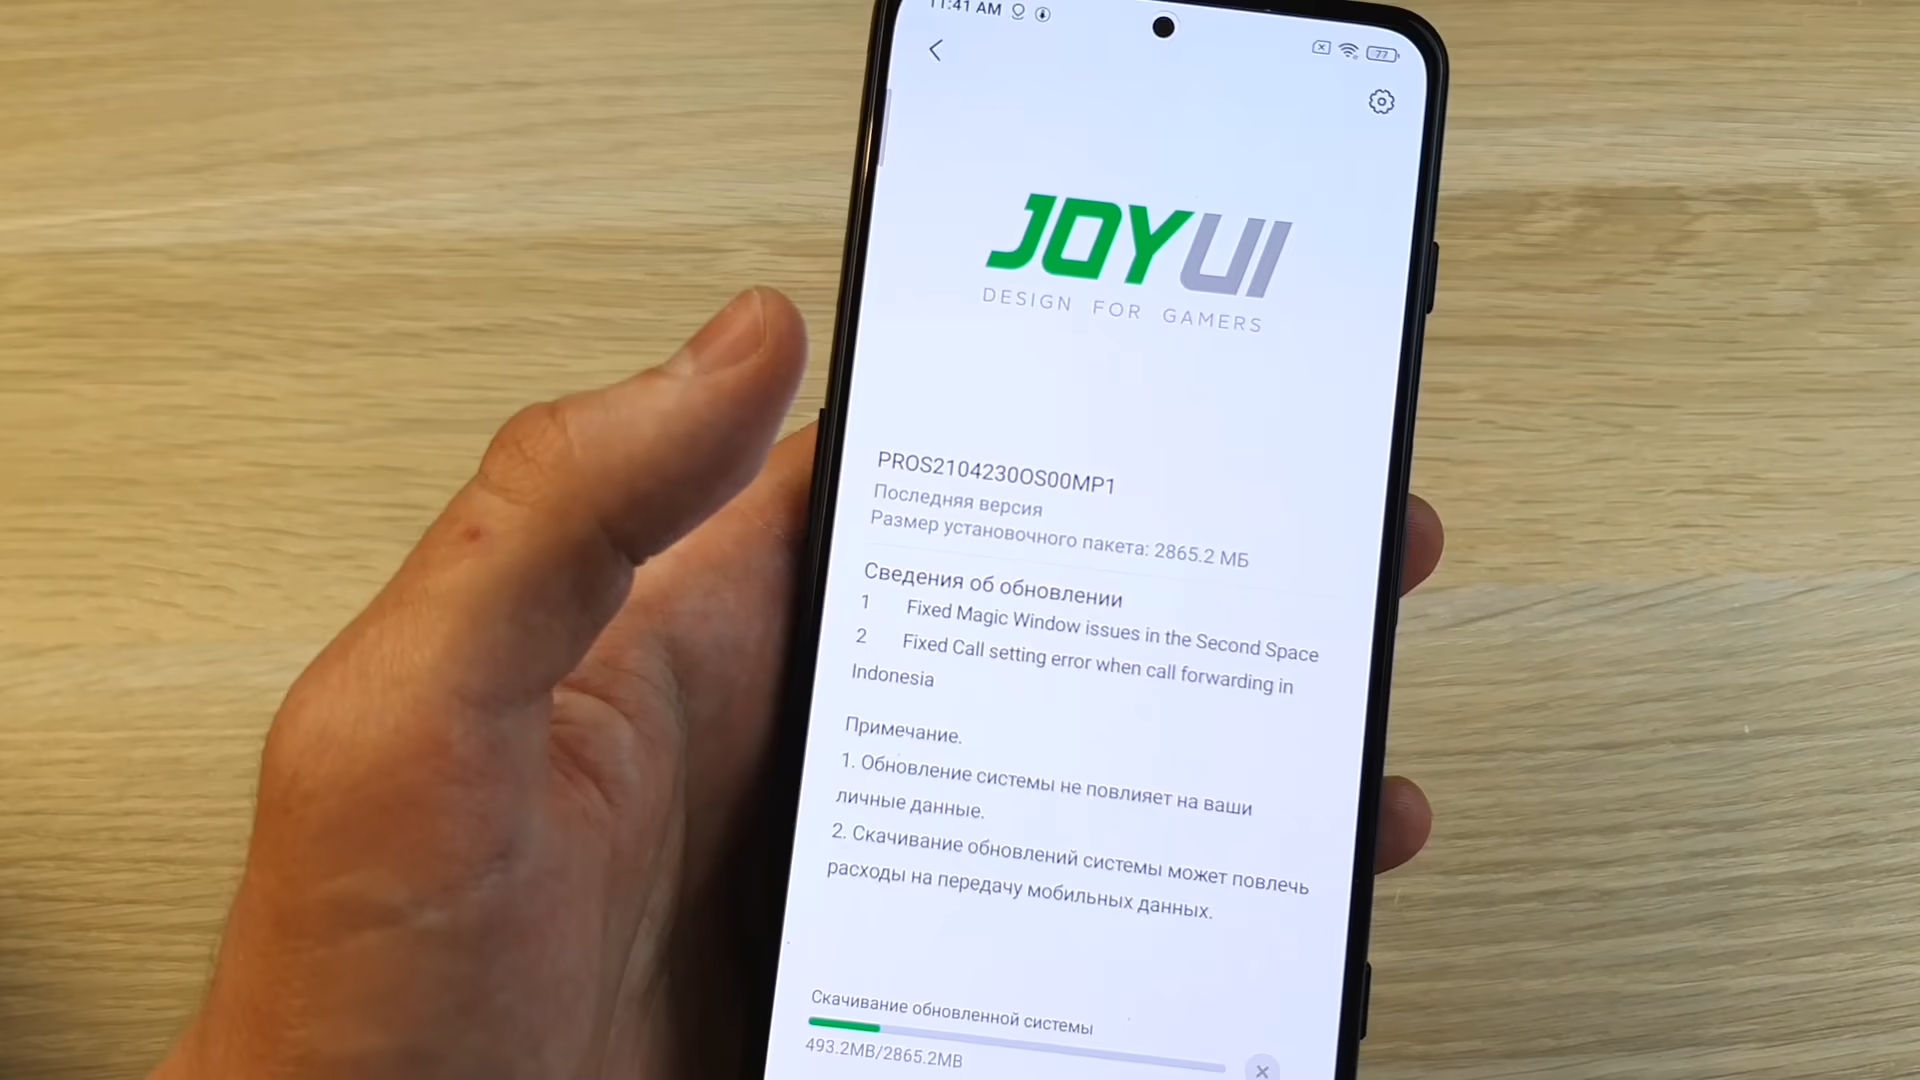 11:41 AM
77
JOYUI
DESIGN FOR GAMERS
PROS2104230OS00MP1
Последняя версия
Размер установочного пакета: 2865.2 МБ
Сведения об обновлении
1 Fixed Magic Window issues in the Second Space
2 Fixed Call setting error when call forwarding in
Indonesia
Примечание.
1. Обновление системы не повлияет на ваши
личные данные.
2. Скачивание обновлений системы может повлечь
расходы на передачу мобильных данных.
Скачивание обновленной системы
493.2MB/2865.2MB